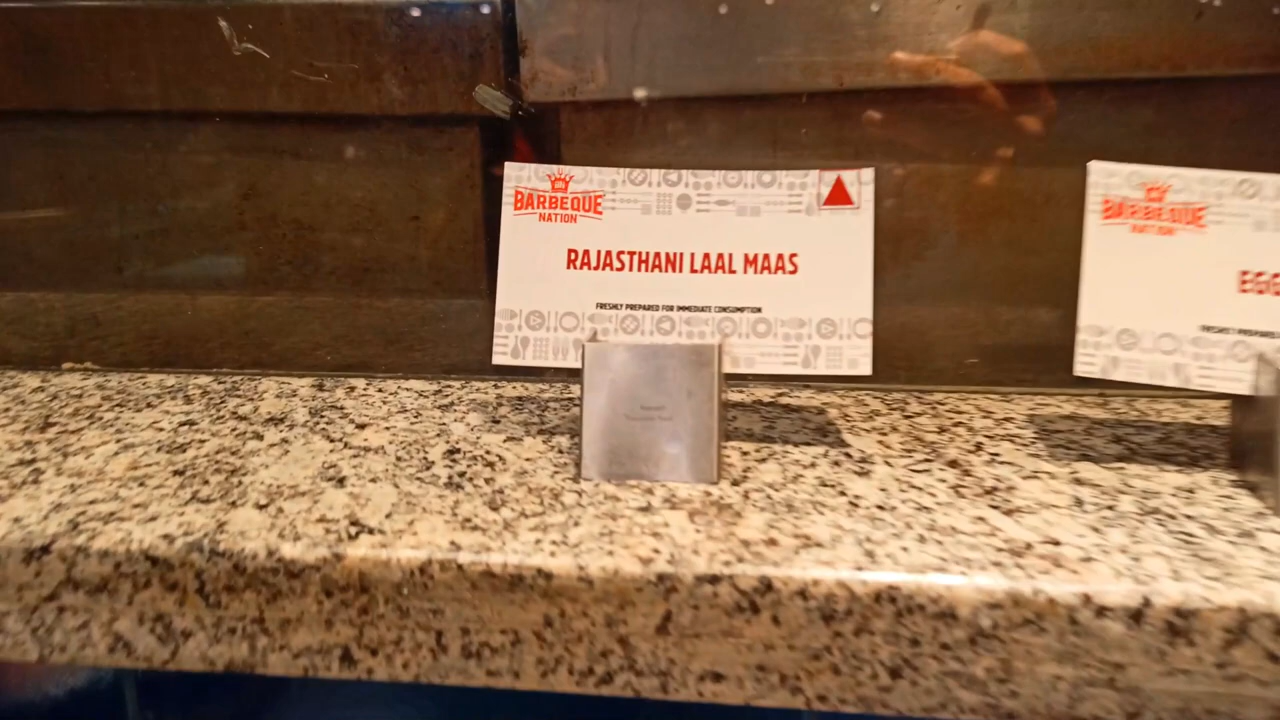 BARBEQUE
NATION
RAJASTHANI LAAL MAAS
FRESHLY PREPARED FOR IMMEDIATE CONSUMPTION
BARBEQUE
NATION
EGG
FRESHLY PREPARED